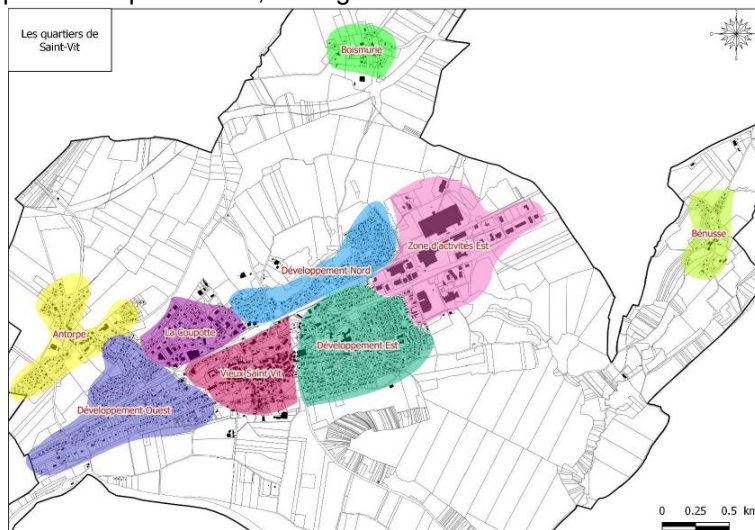 Les quartiers de
Saint-Vit
Boismurie
Bénusse
Zone d'activités Est
Développement Nord
La Coupotte
Antorpe
Développement Est
Vieux Saint-Vit
Développement Ouest
0 0.25 0.5 km